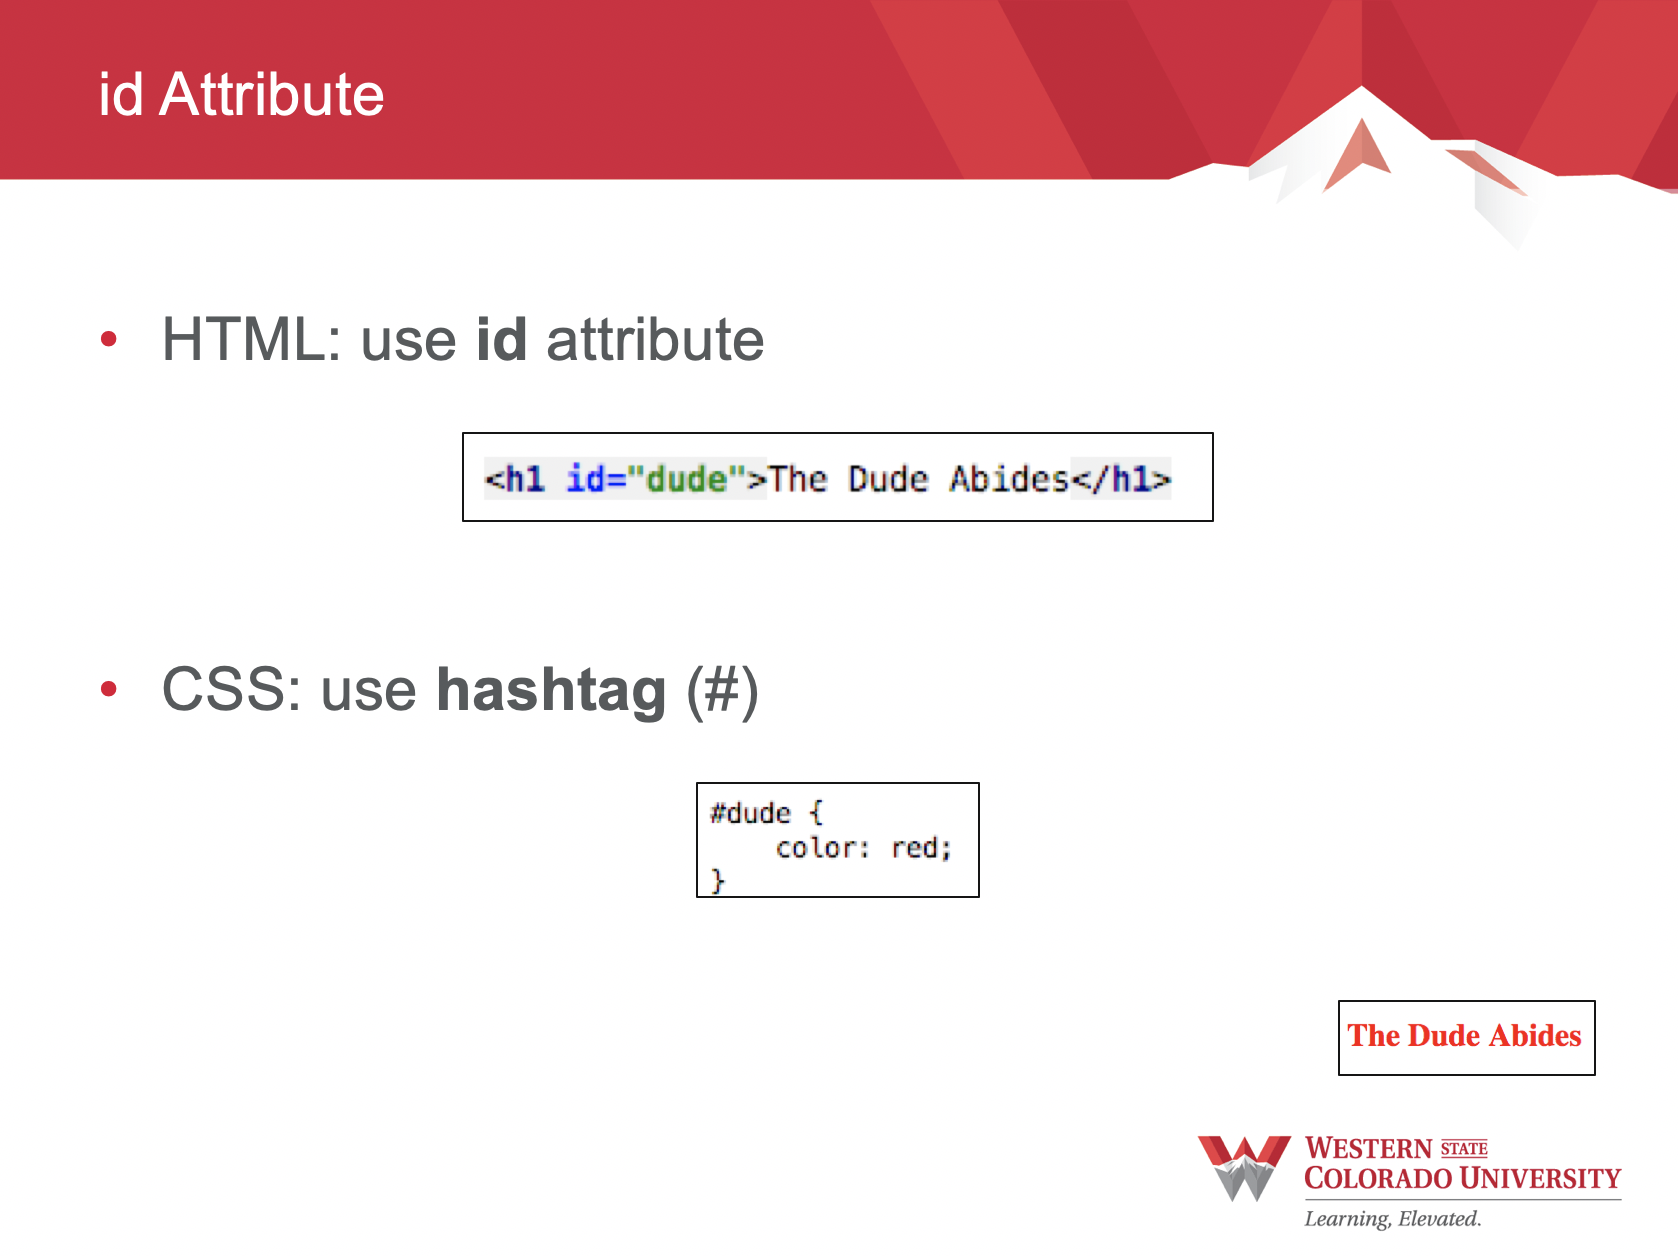 id Attribute
• HTML: use id attribute
<h1 id="dude">The Dude Abides</h1>
• CSS: use hashtag (#)
#dude {
    color: red;
}
The Dude Abides
WESTERN STATE
COLORADO UNIVERSITY
Learning, Elevated.